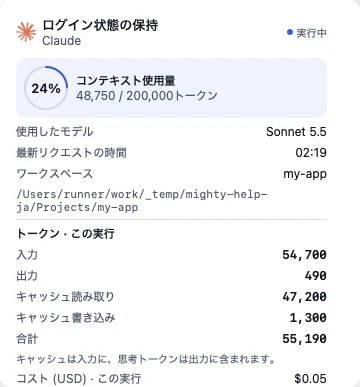 ログイン状態の保持
Claude
実行中
24%
コンテキスト使用量
48,750 / 200,000トークン
使用したモデル Sonnet 5.5
最新リクエストの時間 02:19
ワークスペース my-app
/Users/runner/work/_temp/mighty-help-
ja/Projects/my-app
トークン · この実行
入力 54,700
出力 490
キャッシュ読み取り 47,200
キャッシュ書き込み 1,300
合計 55,190
キャッシュは入力に、思考トークンは出力に含まれます。
コスト (USD) · この実行 $0.05